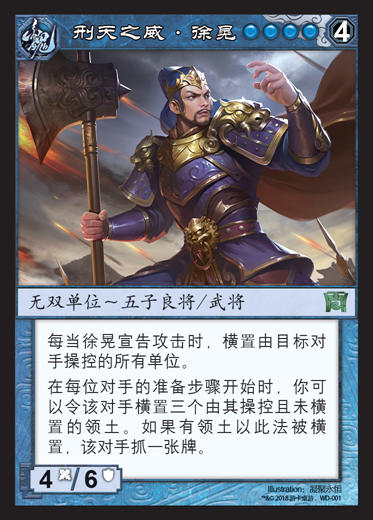 魏
刑天之威·徐晃
4
无双单位～五子良将/武将
每当徐晃宣告攻击时，横置由目标对
手操控的所有单位。
在每位对手的准备步骤开始时，你可
以令该对手横置三个由其操控且未横
置的领土。如果有领土以此法被横
置，该对手抓一张牌。
4/6
Illustration: 凝聚永恒
™&© 2018 游卡桌游，WD-001